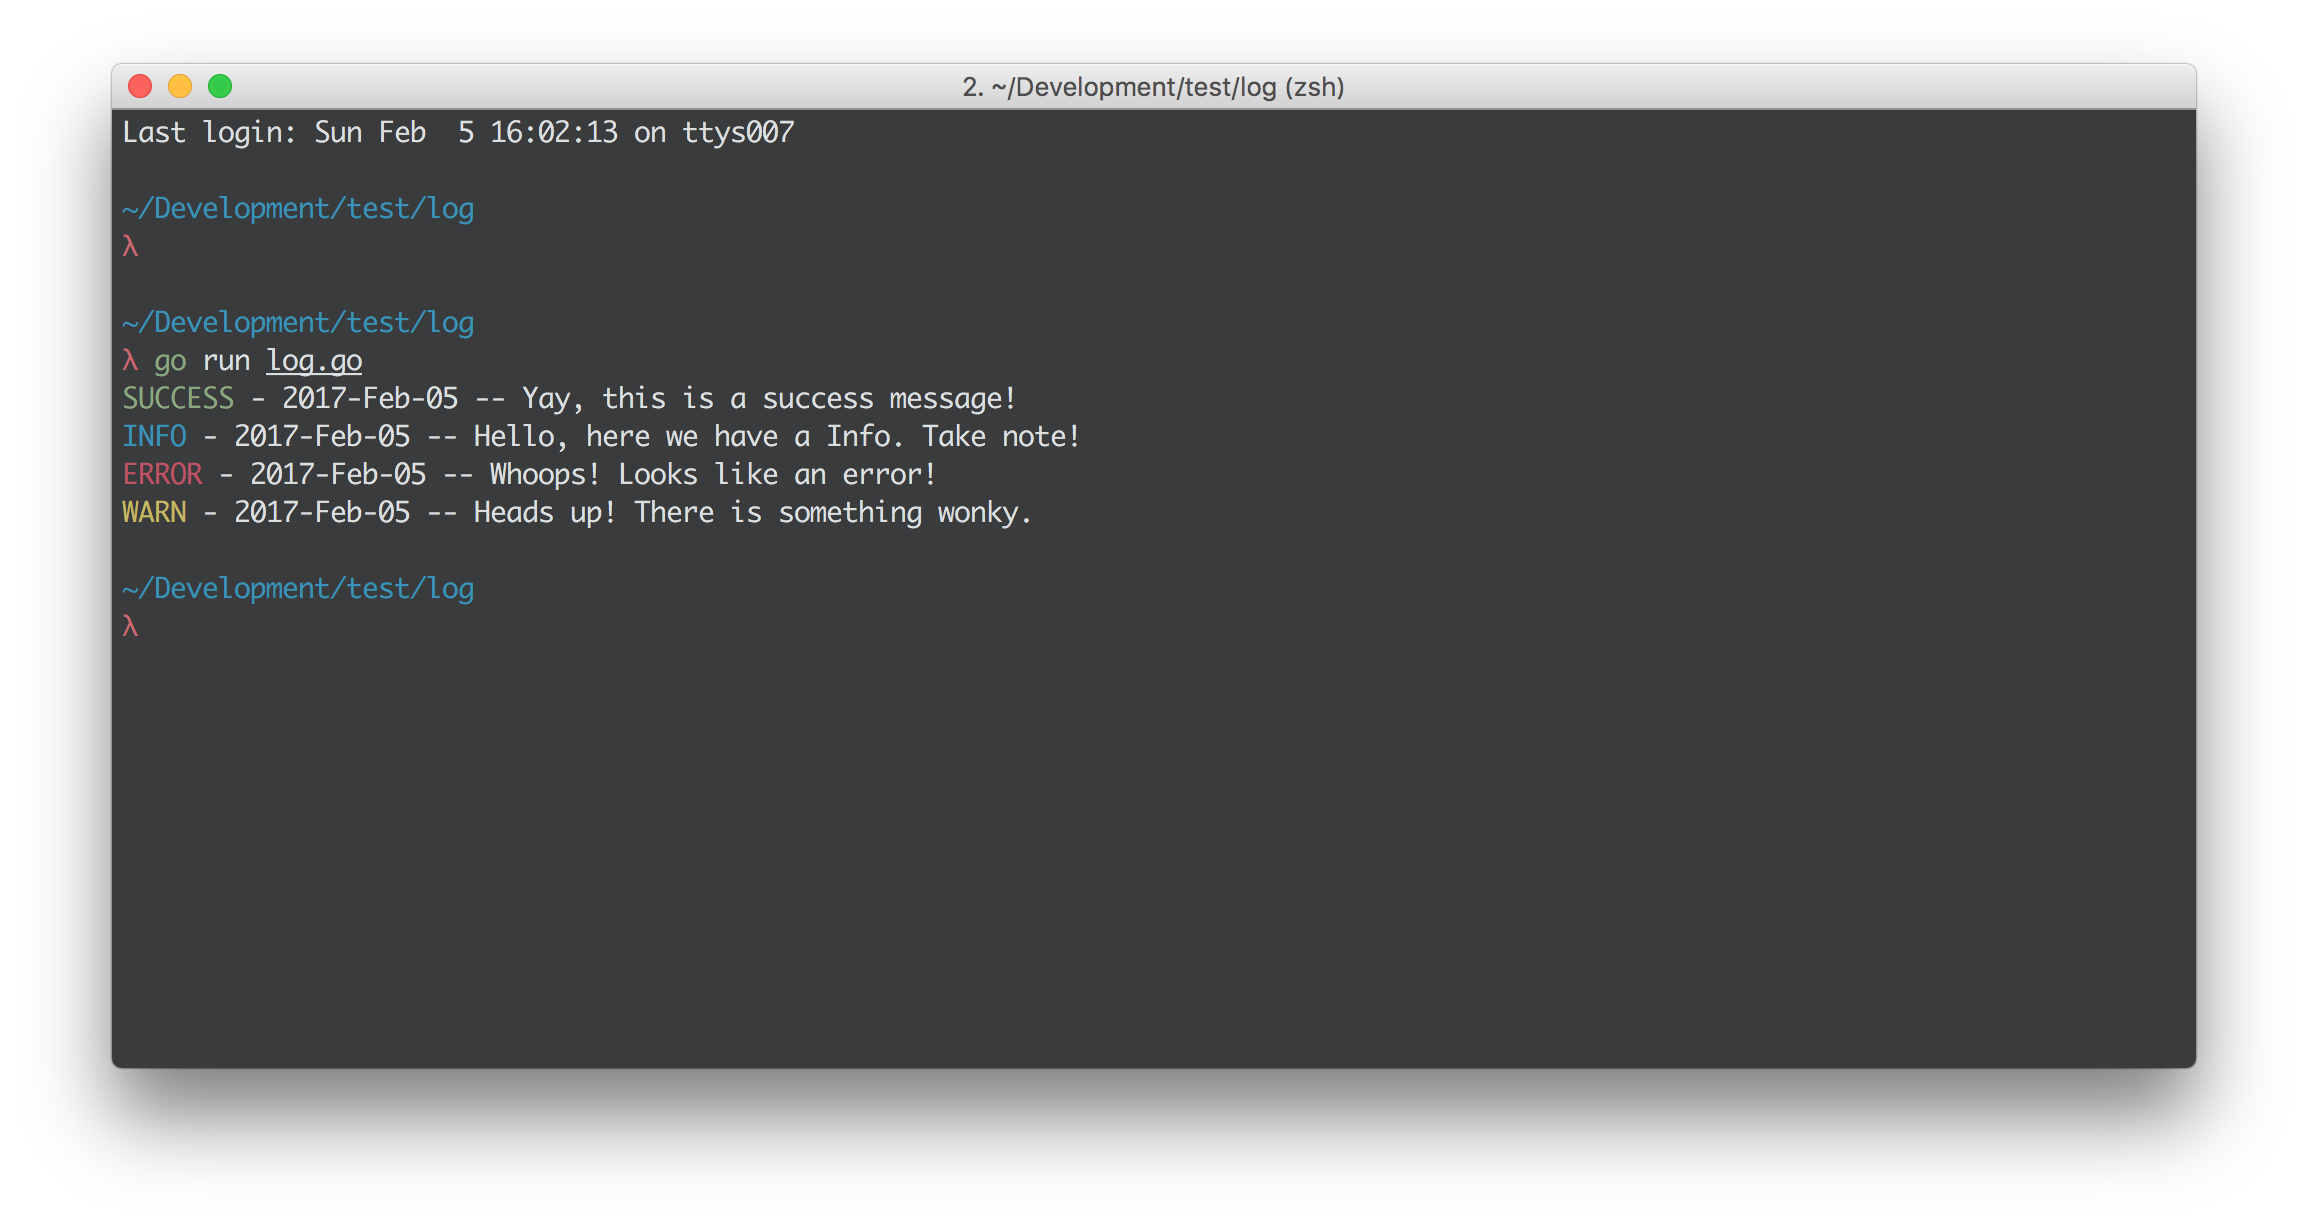 2. ~/Development/test/log (zsh)
Last login: Sun Feb  5 16:02:13 on ttys007
~/Development/test/log
λ
~/Development/test/log
λ go run log.go
SUCCESS - 2017-Feb-05 -- Yay, this is a success message!
INFO - 2017-Feb-05 -- Hello, here we have a Info. Take note!
ERROR - 2017-Feb-05 -- Whoops! Looks like an error!
WARN - 2017-Feb-05 -- Heads up! There is something wonky.
~/Development/test/log
λ